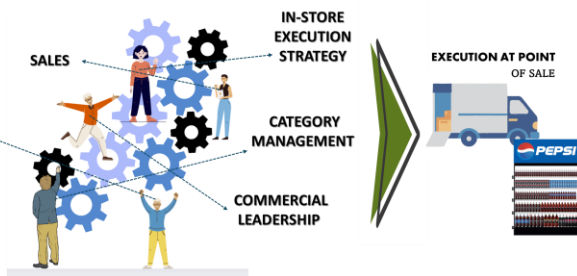 SALES
IN-STORE
EXECUTION
STRATEGY
CATEGORY
MANAGEMENT
COMMERCIAL
LEADERSHIP
EXECUTION AT POINT
OF SALE
PEPSI